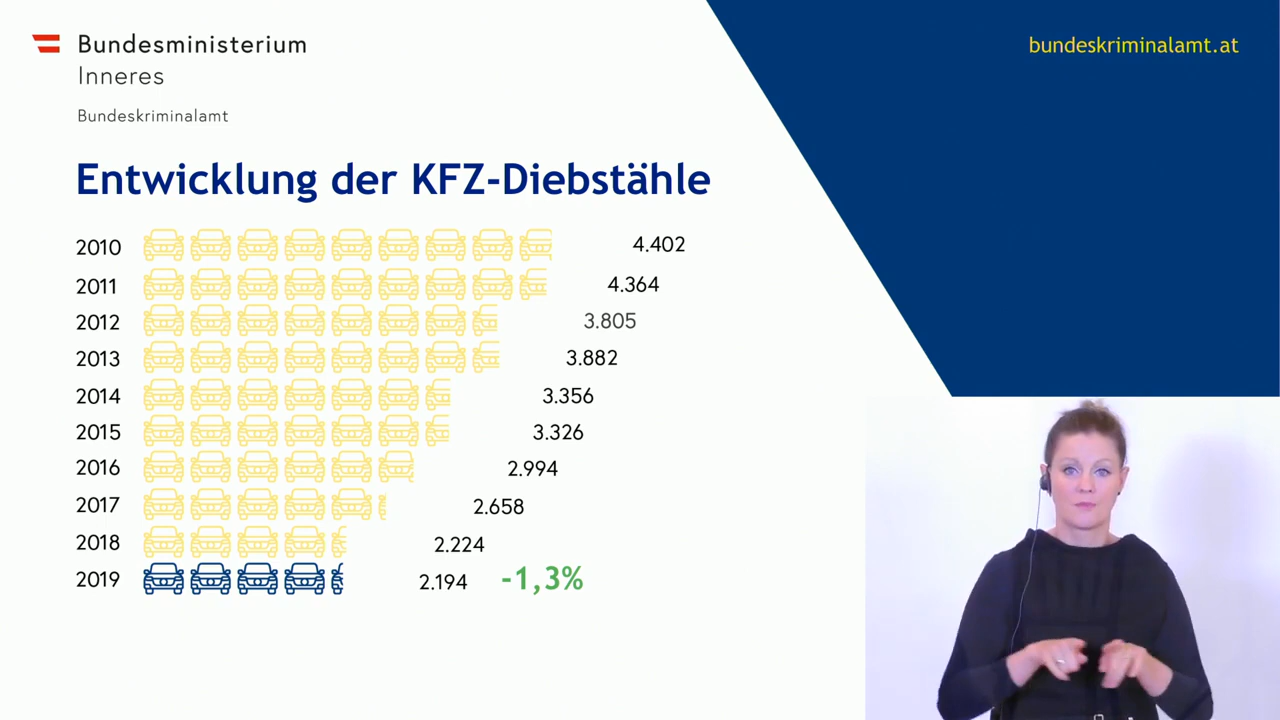 Bundesministerium
Inneres
Bundeskriminalamt
bundeskriminalamt.at
Entwicklung der KFZ-Diebstähle
2010 4.402
2011 4.364
2012 3.805
2013 3.882
2014 3.356
2015 3.326
2016 2.994
2017 2.658
2018 2.224
2019 2.194 -1,3%